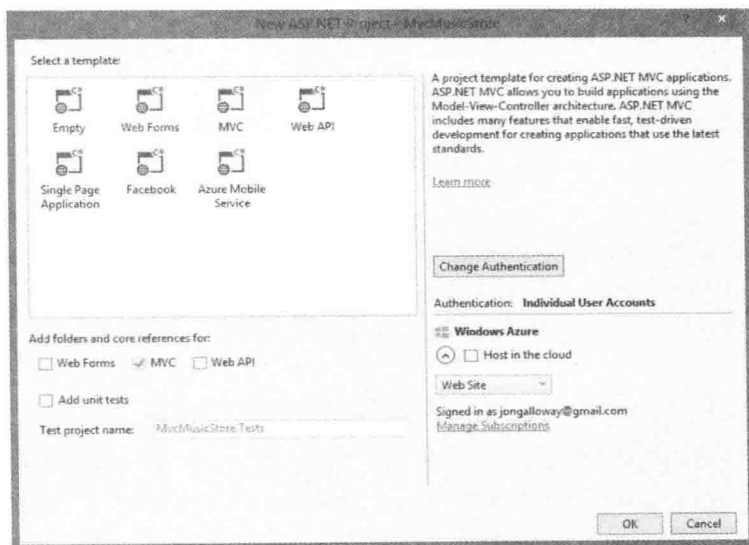 New ASP.NET Project - MvcMusicStore
?
×
Select a template:
C#
Empty
C#
Web Forms
C#
MVC
C#
Web API
C#
Single Page
Application
C#
Facebook
C#
Azure Mobile
Service
Add folders and core references for:
Web Forms
MVC
Web API
Add unit tests
Test project name:
MvcMusicStore.Tests
A project template for creating ASP.NET MVC applications.
ASP.NET MVC allows you to build applications using the
Model-View-Controller architecture. ASP.NET MVC
includes many features that enable fast, test-driven
development for creating applications that use the latest
standards.
Learn more
Change Authentication
Authentication: Individual User Accounts
Windows Azure
Host in the cloud
Web Site
Signed in as jongalloway@gmail.com
Manage Subscriptions
OK
Cancel